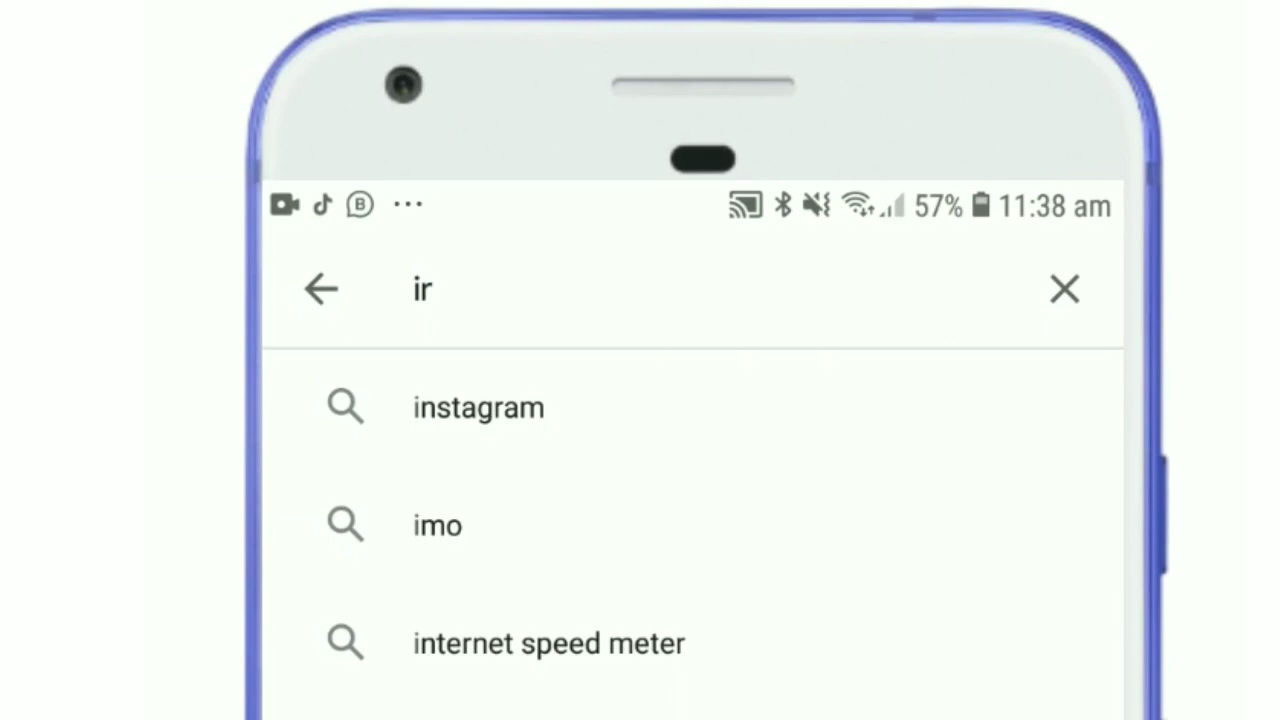 B 57% 11:38 am
ir
instagram
imo
internet speed meter